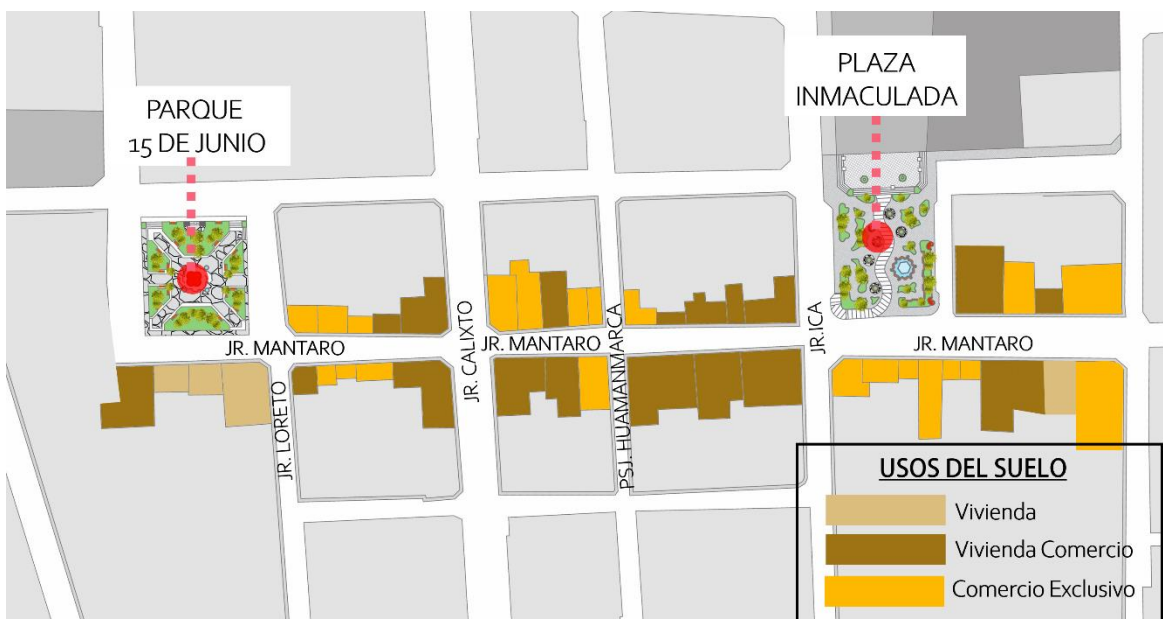 PARQUE
15 DE JUNIO
PLAZA
INMACULADA
JR. MANTARO
JR. CALIXTO
JR. MANTARO
JR.ICA
JR. MANTARO
JR. LORETO
PSJ. HUAMANMARCA
USOS DEL SUELO
Vivienda
Vivienda Comercio
Comercio Exclusivo